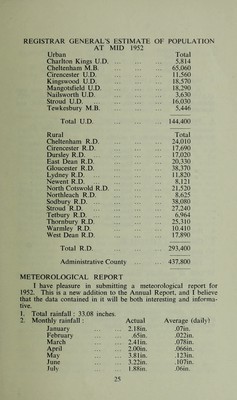 REGISTRAR GENERAL'S ESTIMATE OF POPULATION
AT MID 1952
Urban Total
Charlton Kings U.D. ... ... ... 5,814
Cheltenham M.B. ... ... ... 65,060
Cirencester U.D. ... ... ... 11,560
Kingswood U.D. ... ... ... 18,570
Mangotsfield U.D. ... ... ... 18,290
Nailsworth U.D. ... ... ... 3,630
Stroud U.D. ... ... ... 16,030
Tewkesbury M.B. ... ... ... 5,446
Total U.D. ... ... 144,400
Rural Total
Cheltenham R.D. ... ... ... 24,010
Cirencester R.D. ... ... ... 17,690
Dursley R.D. ... ... ... 17,020
East Dean R.D. ... ... ... 20,330
Gloucester R.D. ... ... ... 38,370
Lydney R.D. ... ... ... 11,820
Newent R.D. ... ... ... 8,121
North Cotswold R.D. ... ... ... 21,520
Northleach R.D. ... ... ... 8,625
Sodbury R.D. ... ... ... 38,080
Stroud R.D. ... ... ... 27,240
Tetbury R.D. ... ... ... 6,964
Thornbury R.D. ... ... ... 25,310
Warmley R.D. ... ... ... 10,410
West Dean R.D. ... ... ... 17,890
Total R.D. ... ... 293,400
Administrative County ... ... 437,800
METEOROLOGICAL REPORT
I have pleasure in submitting a meteorological report for
1952. This is a new addition to the Annual Report, and I believe
that the data contained in it will be both interesting and informa-
tive.
1. Total rainfall: 33.08 inches.
2. Monthly rainfall: Actual Average (daily)
January ... ... 2.18in. .07in.
February ... ... .65in. .022in.
March ... ... 2.41in. .078in.
April ... ... 2.00in. .066in.
May ... ... 3.81in. .123in.
June ... ... 3.22in. .107in.
July ... ... 1.88in. .06in.
25